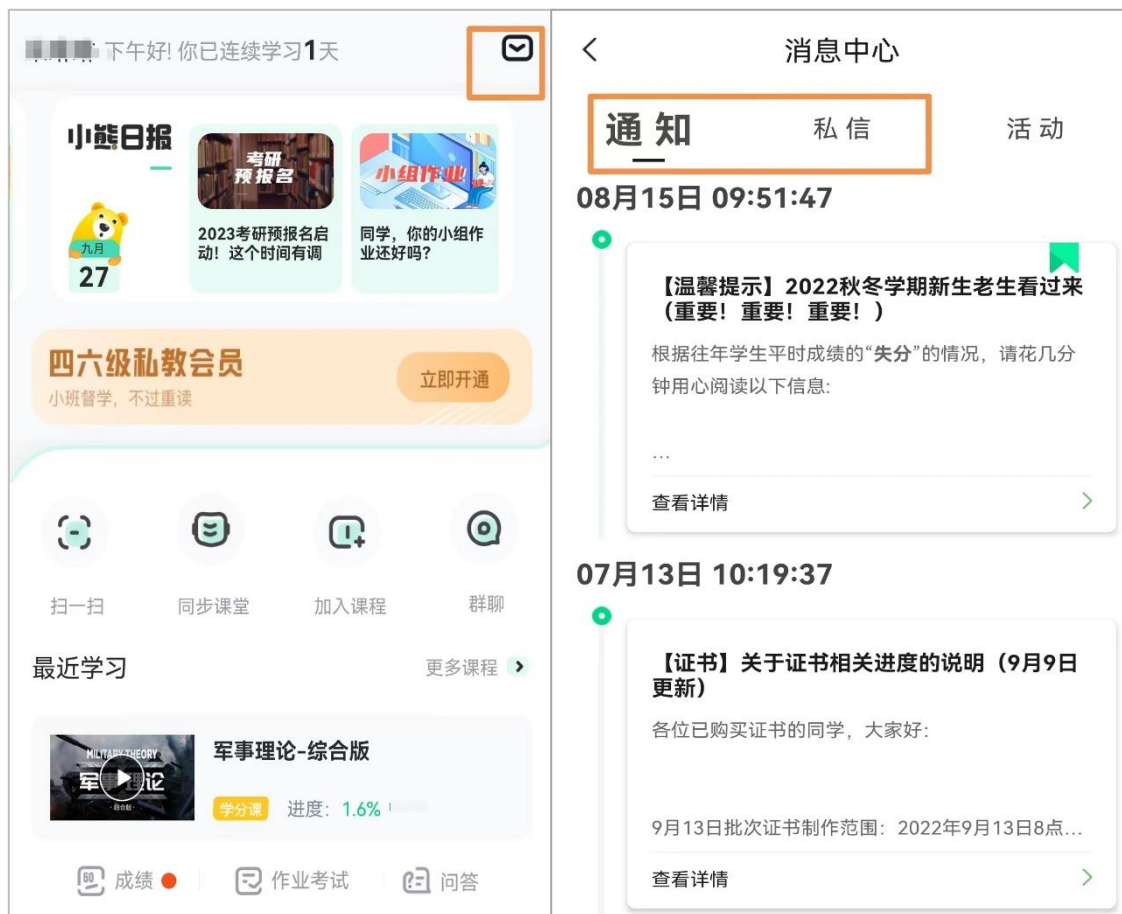 下午好! 你已连续学习1天
小熊日报
九月
27
考研
预报名
2023考研预报名启
动！这个时间有调
小组作业
同学，你的小组作
业还好吗？
四六级私教会员
小班督学，不过重读
立即开通
扫一扫
同步课堂
加入课程
群聊
最近学习
更多课程
MILITARY THEORY
军事理论
·综合版·
军事理论-综合版
学分课
进度：1.6%
成绩
作业考试
问答
消息中心
通知
私信
活动
08月15日 09:51:47
【温馨提示】2022秋冬学期新生老生看过来
（重要！重要！重要！）
根据往年学生平时成绩的“失分”的情况，请花几分
钟用心阅读以下信息:
...
查看详情
07月13日 10:19:37
【证书】关于证书相关进度的说明（9月9日
更新）
各位已购买证书的同学，大家好：
9月13日批次证书制作范围：2022年9月13日8点...
查看详情